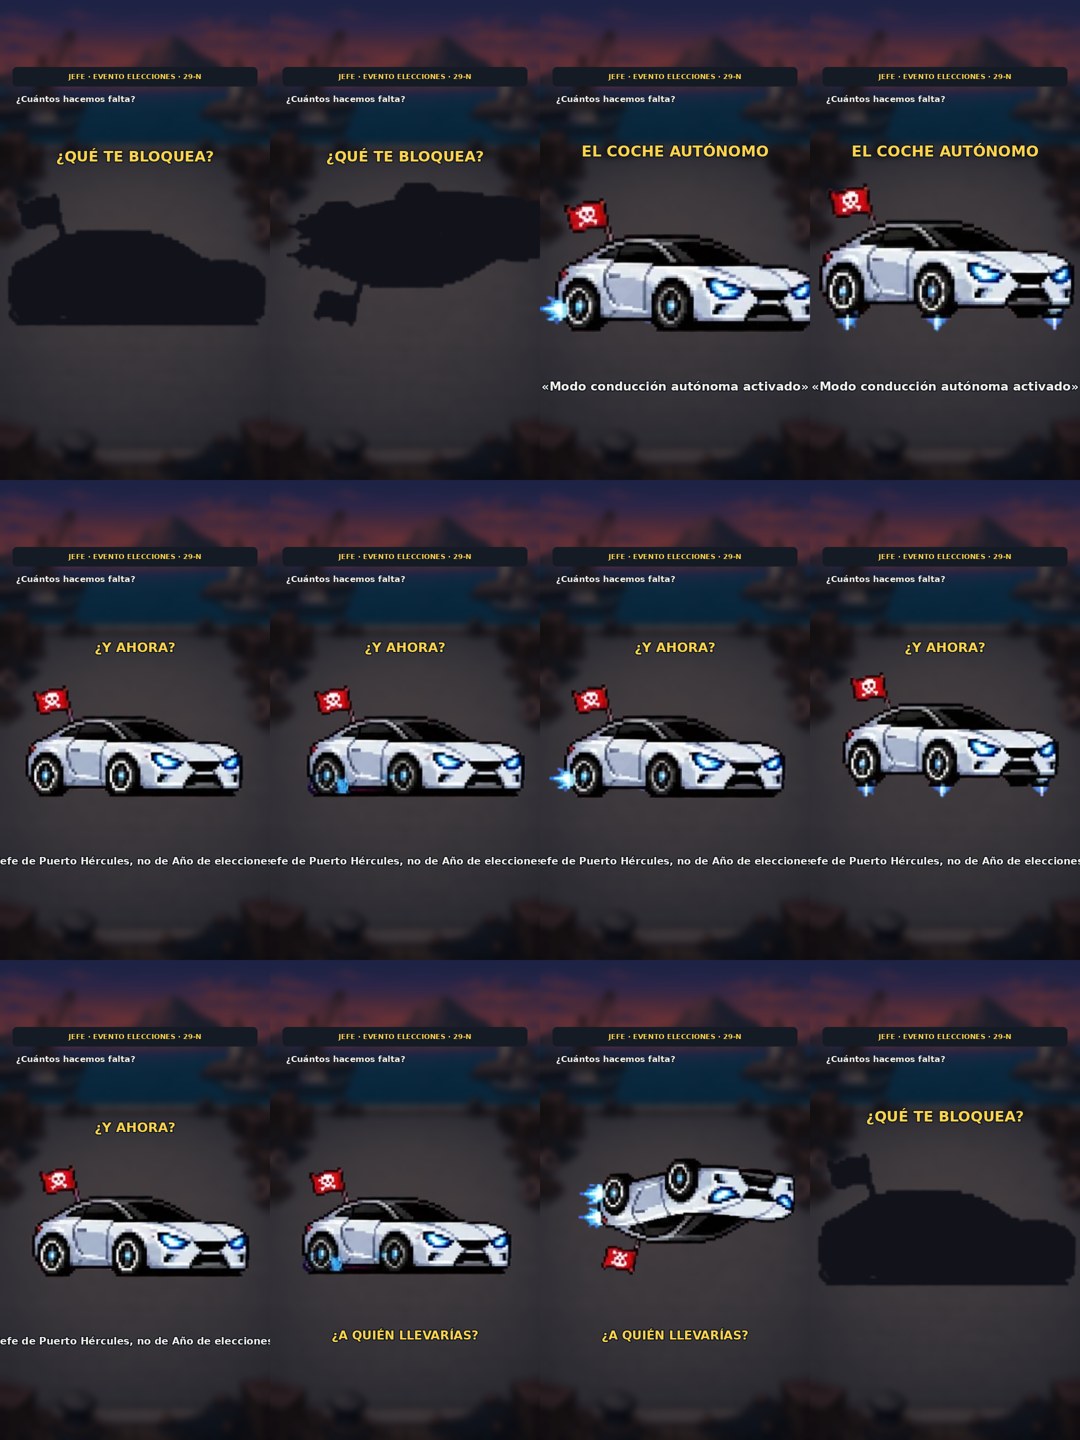 JEFE · EVENTO ELECCIONES · 29-N
¿Cuántos hacemos falta?
¿QUÉ TE BLOQUEA?
JEFE · EVENTO ELECCIONES · 29-N
¿Cuántos hacemos falta?
¿QUÉ TE BLOQUEA?
JEFE · EVENTO ELECCIONES · 29-N
¿Cuántos hacemos falta?
EL COCHE AUTÓNOMO
«Modo conducción autónoma activado»
JEFE · EVENTO ELECCIONES · 29-N
¿Cuántos hacemos falta?
EL COCHE AUTÓNOMO
«Modo conducción autónoma activado»
JEFE · EVENTO ELECCIONES · 29-N
¿Cuántos hacemos falta?
¿Y AHORA?
efe de Puerto Hércules, no de Año de elecciones
JEFE · EVENTO ELECCIONES · 29-N
¿Cuántos hacemos falta?
¿Y AHORA?
efe de Puerto Hércules, no de Año de elecciones
JEFE · EVENTO ELECCIONES · 29-N
¿Cuántos hacemos falta?
¿Y AHORA?
efe de Puerto Hércules, no de Año de elecciones
JEFE · EVENTO ELECCIONES · 29-N
¿Cuántos hacemos falta?
¿Y AHORA?
efe de Puerto Hércules, no de Año de elecciones
JEFE · EVENTO ELECCIONES · 29-N
¿Cuántos hacemos falta?
¿Y AHORA?
efe de Puerto Hércules, no de Año de elecciones
JEFE · EVENTO ELECCIONES · 29-N
¿Cuántos hacemos falta?
¿A QUIÉN LLEVARÍAS?
JEFE · EVENTO ELECCIONES · 29-N
¿Cuántos hacemos falta?
¿A QUIÉN LLEVARÍAS?
JEFE · EVENTO ELECCIONES · 29-N
¿Cuántos hacemos falta?
¿QUÉ TE BLOQUEA?